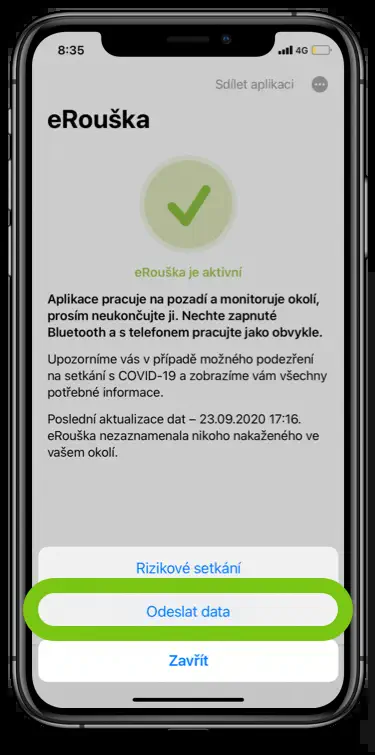 8:35
4G
Sdílet aplikaci
eRouška
eRouška je aktivní
Aplikace pracuje na pozadí a monitoruje okolí,
prosím neukončujte ji. Nechte zapnuté
Bluetooth a s telefonem pracujte jako obvykle.
Upozorníme vás v případě možného podezření
na setkání s COVID-19 a zobrazíme vám všechny
potřebné informace.
Poslední aktualizace dat – 23.09.2020 17:16.
eRouška nezaznamenala nikoho nakaženého ve
vašem okolí.
Rizikové setkání
Odeslat data
Zavřít